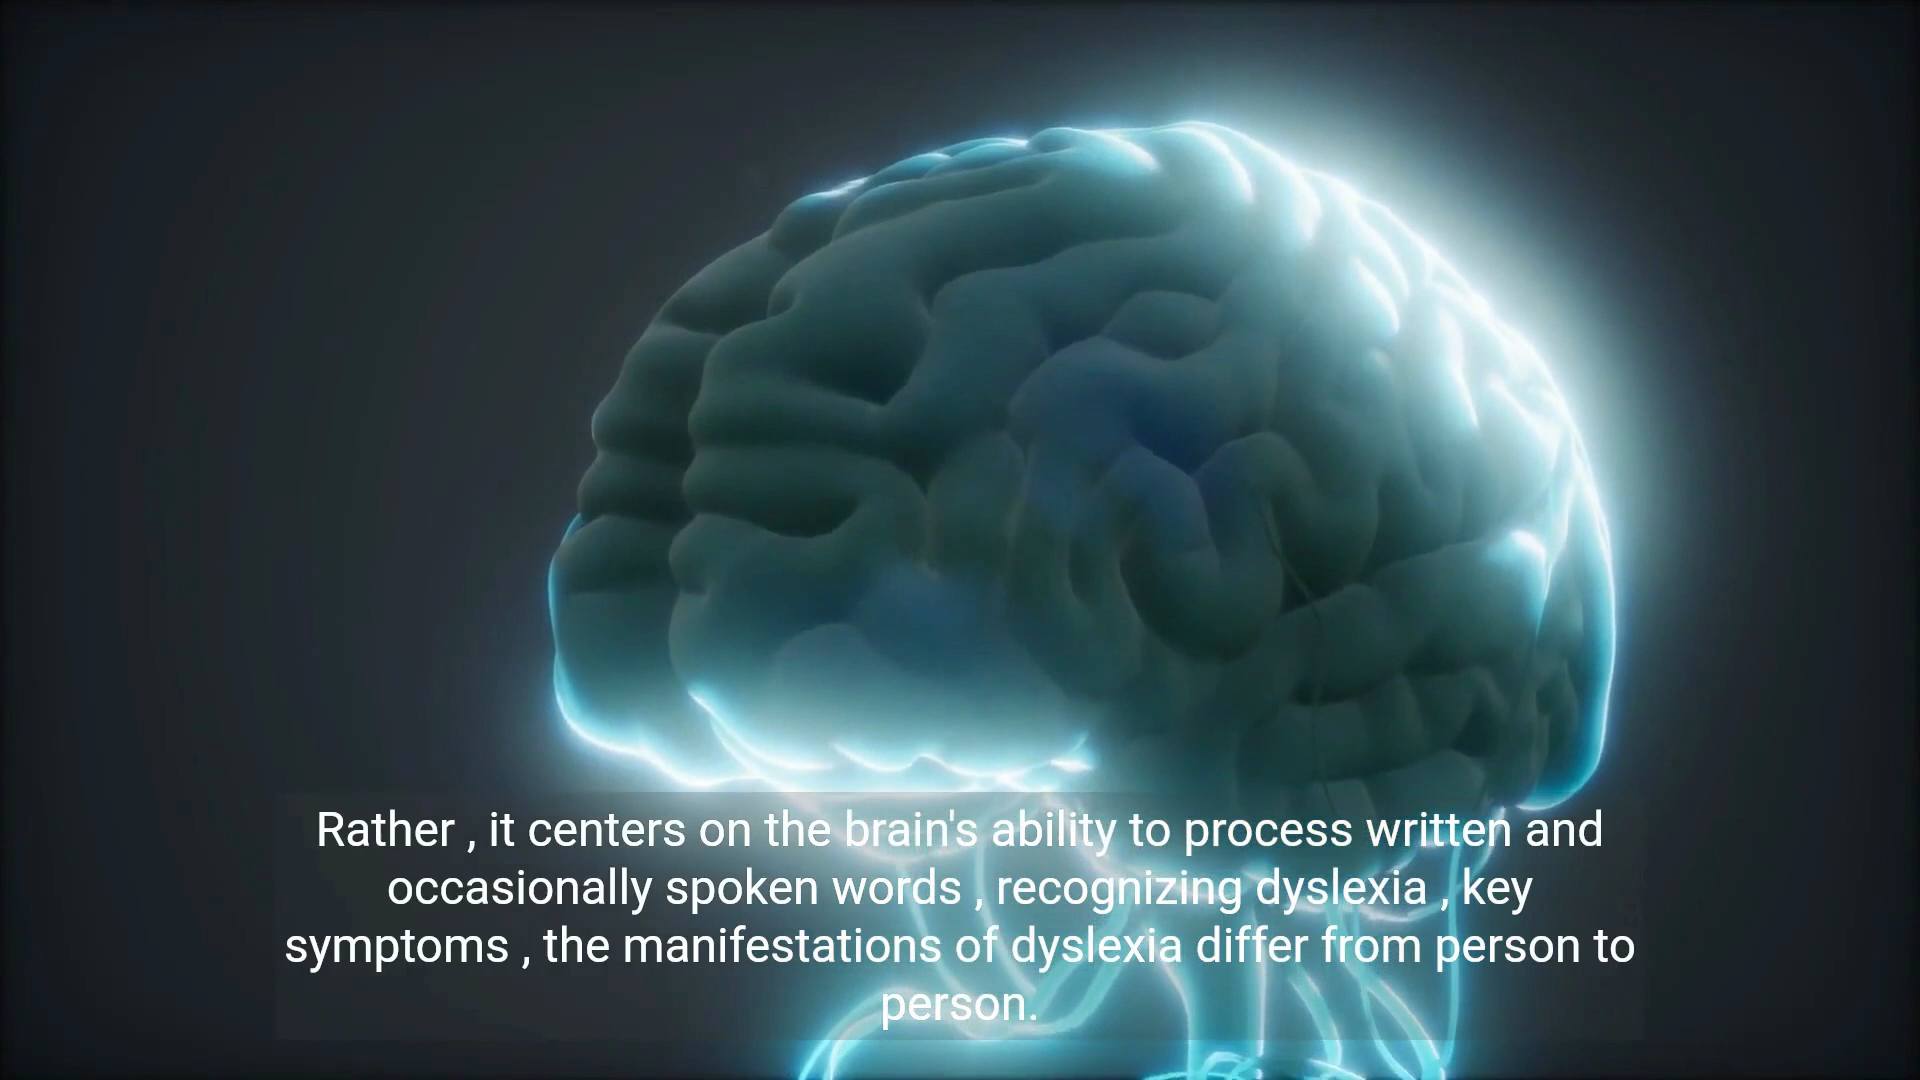 Rather , it centers on the brain's ability to process written and
occasionally spoken words , recognizing dyslexia , key
symptoms , the manifestations of dyslexia differ from person to
person.